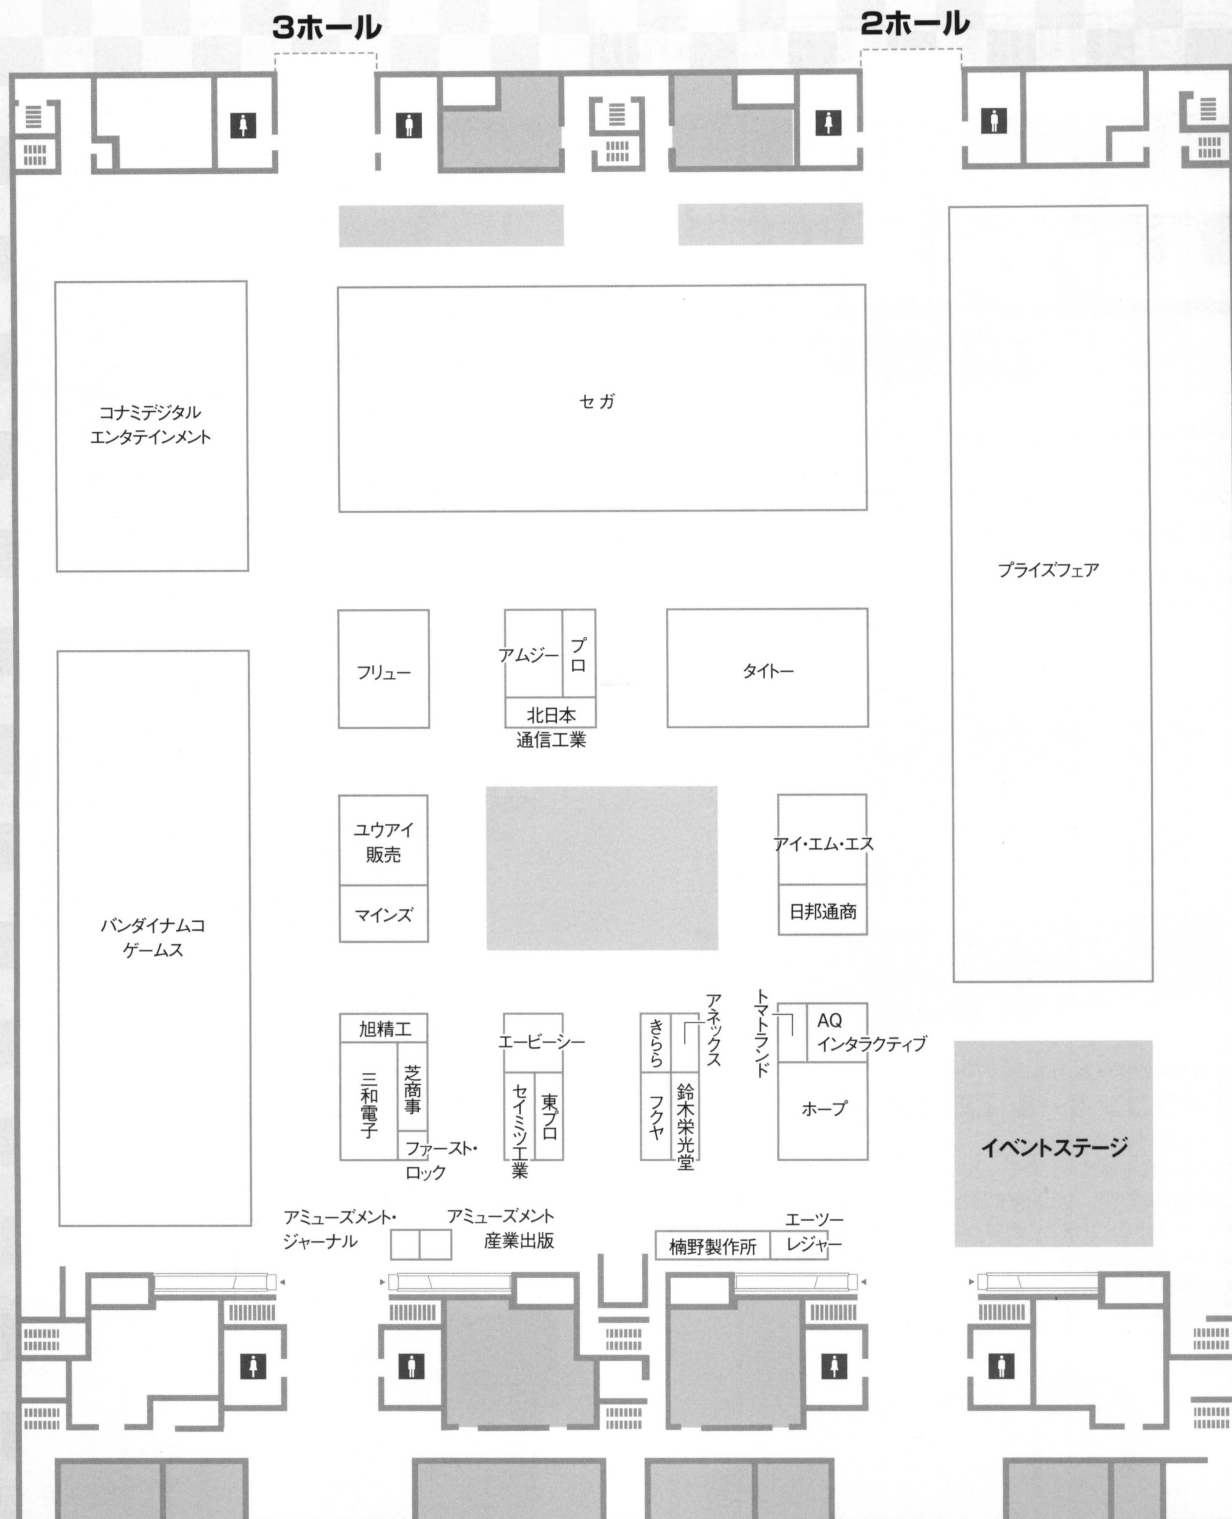 3ホール
2ホール
コナミデジタル
エンタテインメント
セガ
プライズフェア
フリュー
アムジー
プロ
北日本
通信工業
タイトー
バンダイナムコ
ゲームス
ユウアイ
販売
マインズ
アイ・エム・エス
日邦通商
旭精工
三和電子
芝商事
ファースト・
ロック
エービーシー
セイミツ工業
東プロ
きらら
アネックス
フクヤ
鈴木栄光堂
トマトランド
AQ
インタラクティブ
ホープ
イベントステージ
アミューズメント・
ジャーナル
アミューズメント
産業出版
楠野製作所
エーツー
レジャー